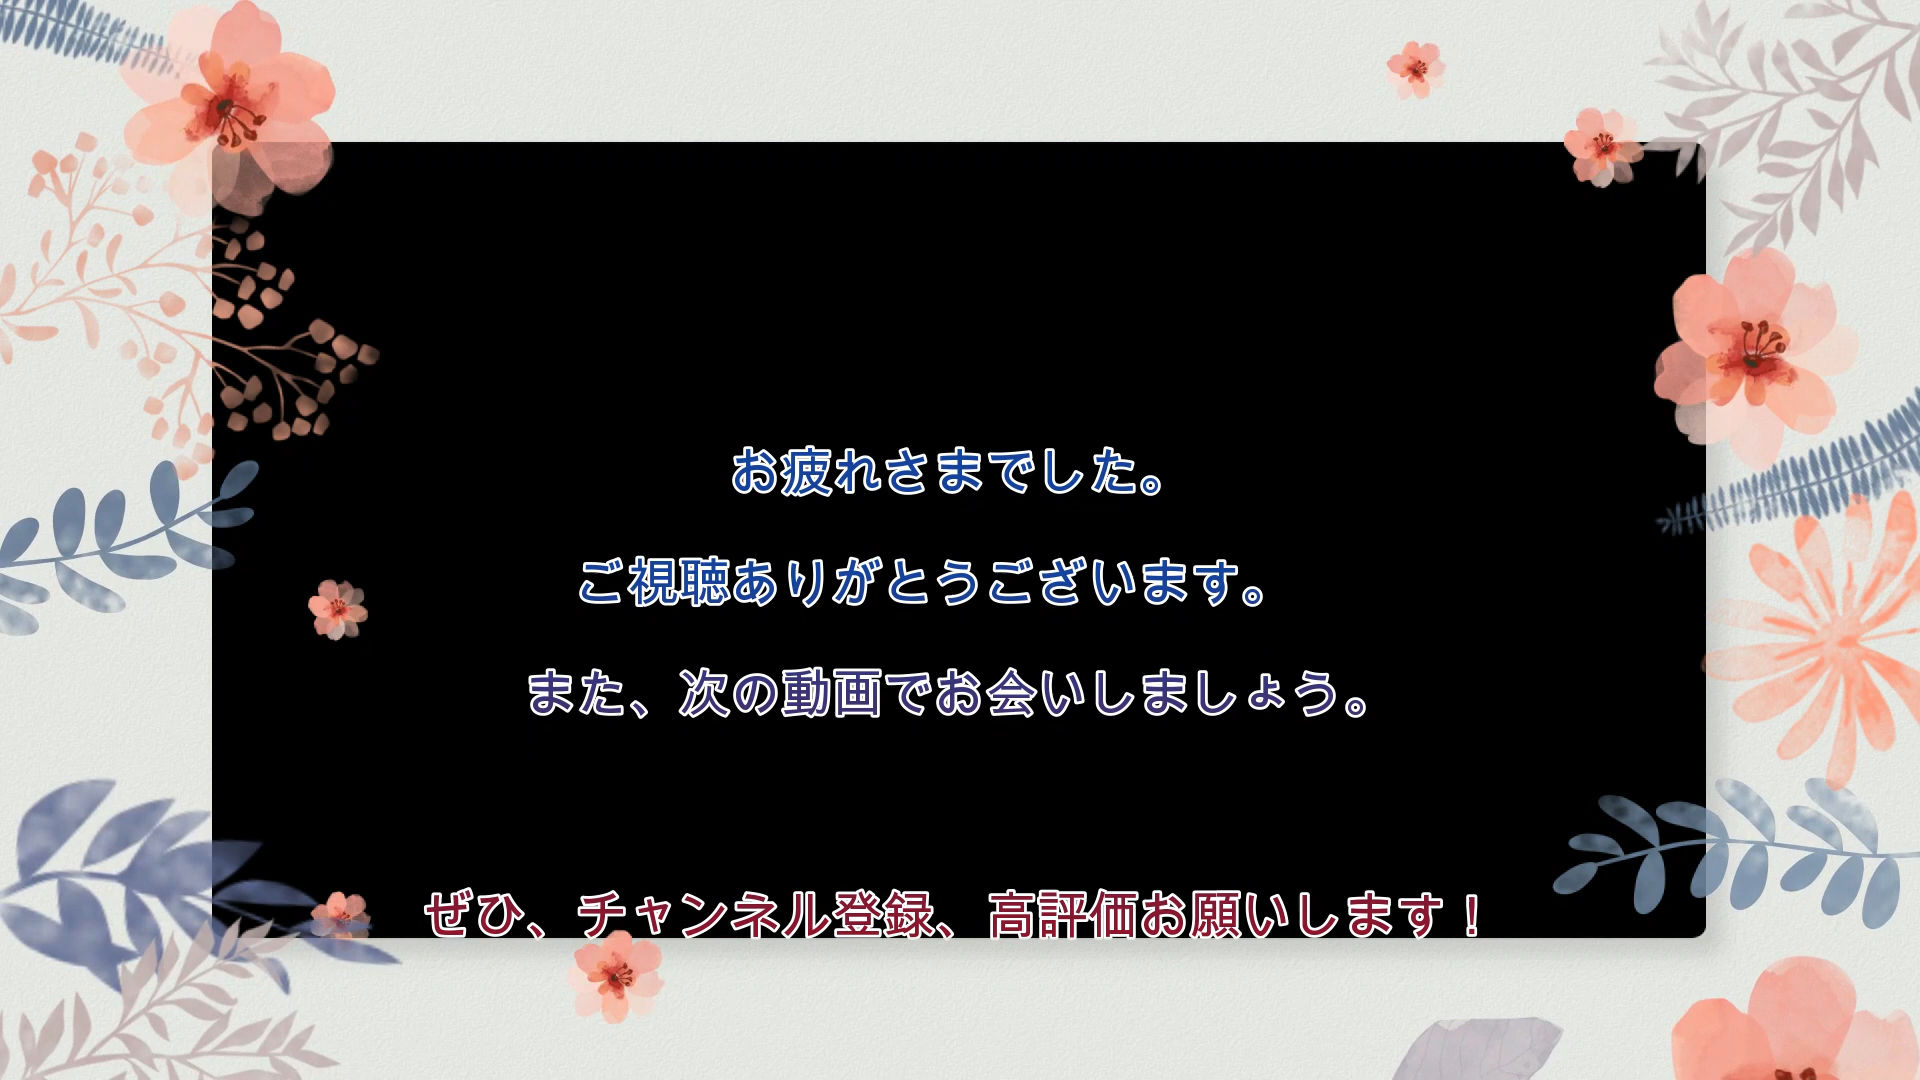 お疲れさまでした。
ご視聴ありがとうございます。
また、次の動画でお会いしましょう。
ぜひ、チャンネル登録、高評価お願いします！